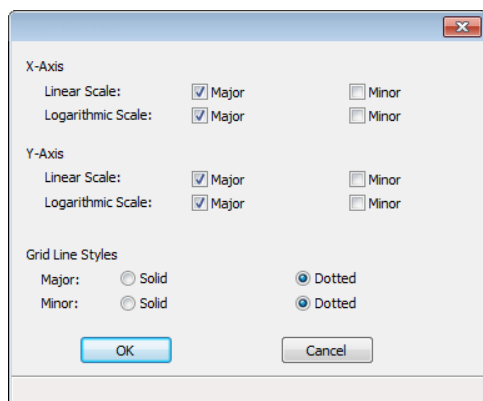 X-Axis
Linear Scale: Major Minor
Logarithmic Scale: Major Minor
Y-Axis
Linear Scale: Major Minor
Logarithmic Scale: Major Minor
Grid Line Styles
Major: Solid Dotted
Minor: Solid Dotted
OK Cancel